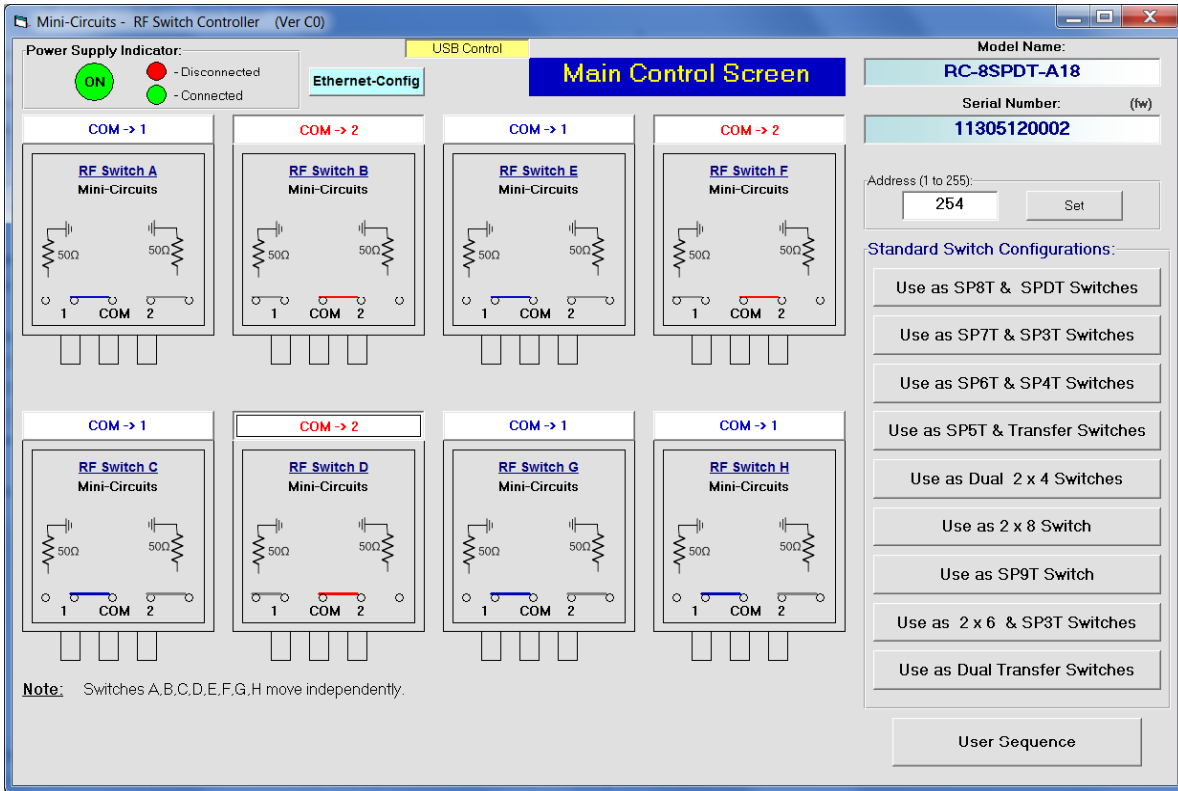 Mini-Circuits - RF Switch Controller (Ver C0)
Power Supply Indicator:
ON
- Disconnected
- Connected
USB Control
Ethernet-Config
Main Control Screen
Model Name:
RC-8SPDT-A18
Serial Number: (fw)
11305120002
Address (1 to 255):
254 Set
COM -> 1 COM -> 2 COM -> 1 COM -> 2
RF Switch A RF Switch B RF Switch E RF Switch F
Mini-Circuits Mini-Circuits Mini-Circuits Mini-Circuits
50Ω 50Ω 50Ω 50Ω 50Ω 50Ω 50Ω 50Ω
1 COM 2 1 COM 2 1 COM 2 1 COM 2
COM -> 1 COM -> 2 COM -> 1 COM -> 1
RF Switch C RF Switch D RF Switch G RF Switch H
Mini-Circuits Mini-Circuits Mini-Circuits Mini-Circuits
50Ω 50Ω 50Ω 50Ω 50Ω 50Ω 50Ω 50Ω
1 COM 2 1 COM 2 1 COM 2 1 COM 2
Note: Switches A,B,C,D,E,F,G,H move independently.
Standard Switch Configurations:
Use as SP8T & SPDT Switches
Use as SP7T & SP3T Switches
Use as SP6T & SP4T Switches
Use as SP5T & Transfer Switches
Use as Dual 2 x 4 Switches
Use as 2 x 8 Switch
Use as SP9T Switch
Use as 2 x 6 & SP3T Switches
Use as Dual Transfer Switches
User Sequence